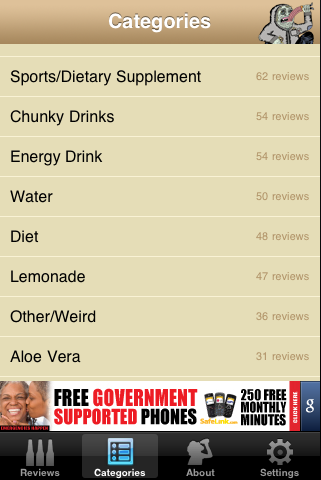 Categories
Sports/Dietary Supplement 62 reviews
Chunky Drinks 54 reviews
Energy Drink 54 reviews
Water 50 reviews
Diet 48 reviews
Lemonade 47 reviews
Other/Weird 36 reviews
Aloe Vera 31 reviews
FREE GOVERNMENT
SUPPORTED PHONES
SafeLink.com
250 FREE
MONTHLY
MINUTES
CLICK HERE
g
Reviews Categories About Settings